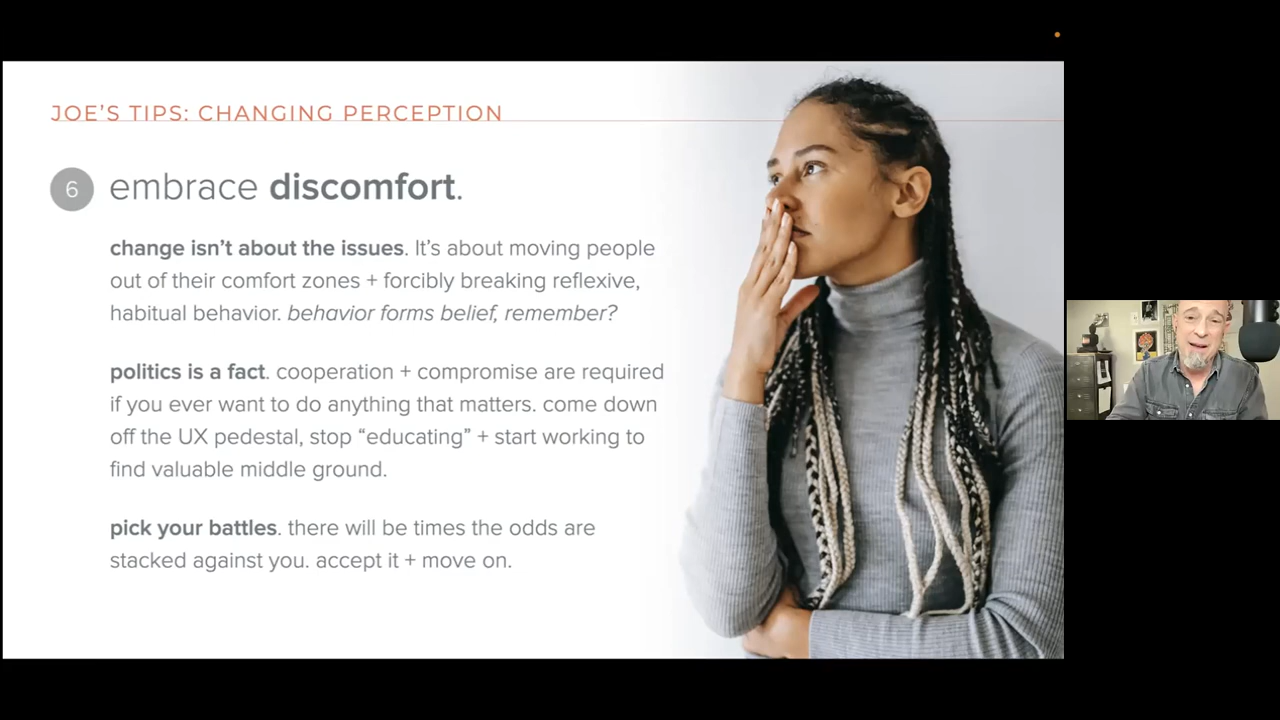 JOE'S TIPS: CHANGING PERCEPTION
6 embrace discomfort.
change isn't about the issues. It's about moving people
out of their comfort zones + forcibly breaking reflexive,
habitual behavior. behavior forms belief, remember?
politics is a fact. cooperation + compromise are required
if you ever want to do anything that matters. come down
off the UX pedestal, stop “educating” + start working to
find valuable middle ground.
pick your battles. there will be times the odds are
stacked against you. accept it + move on.